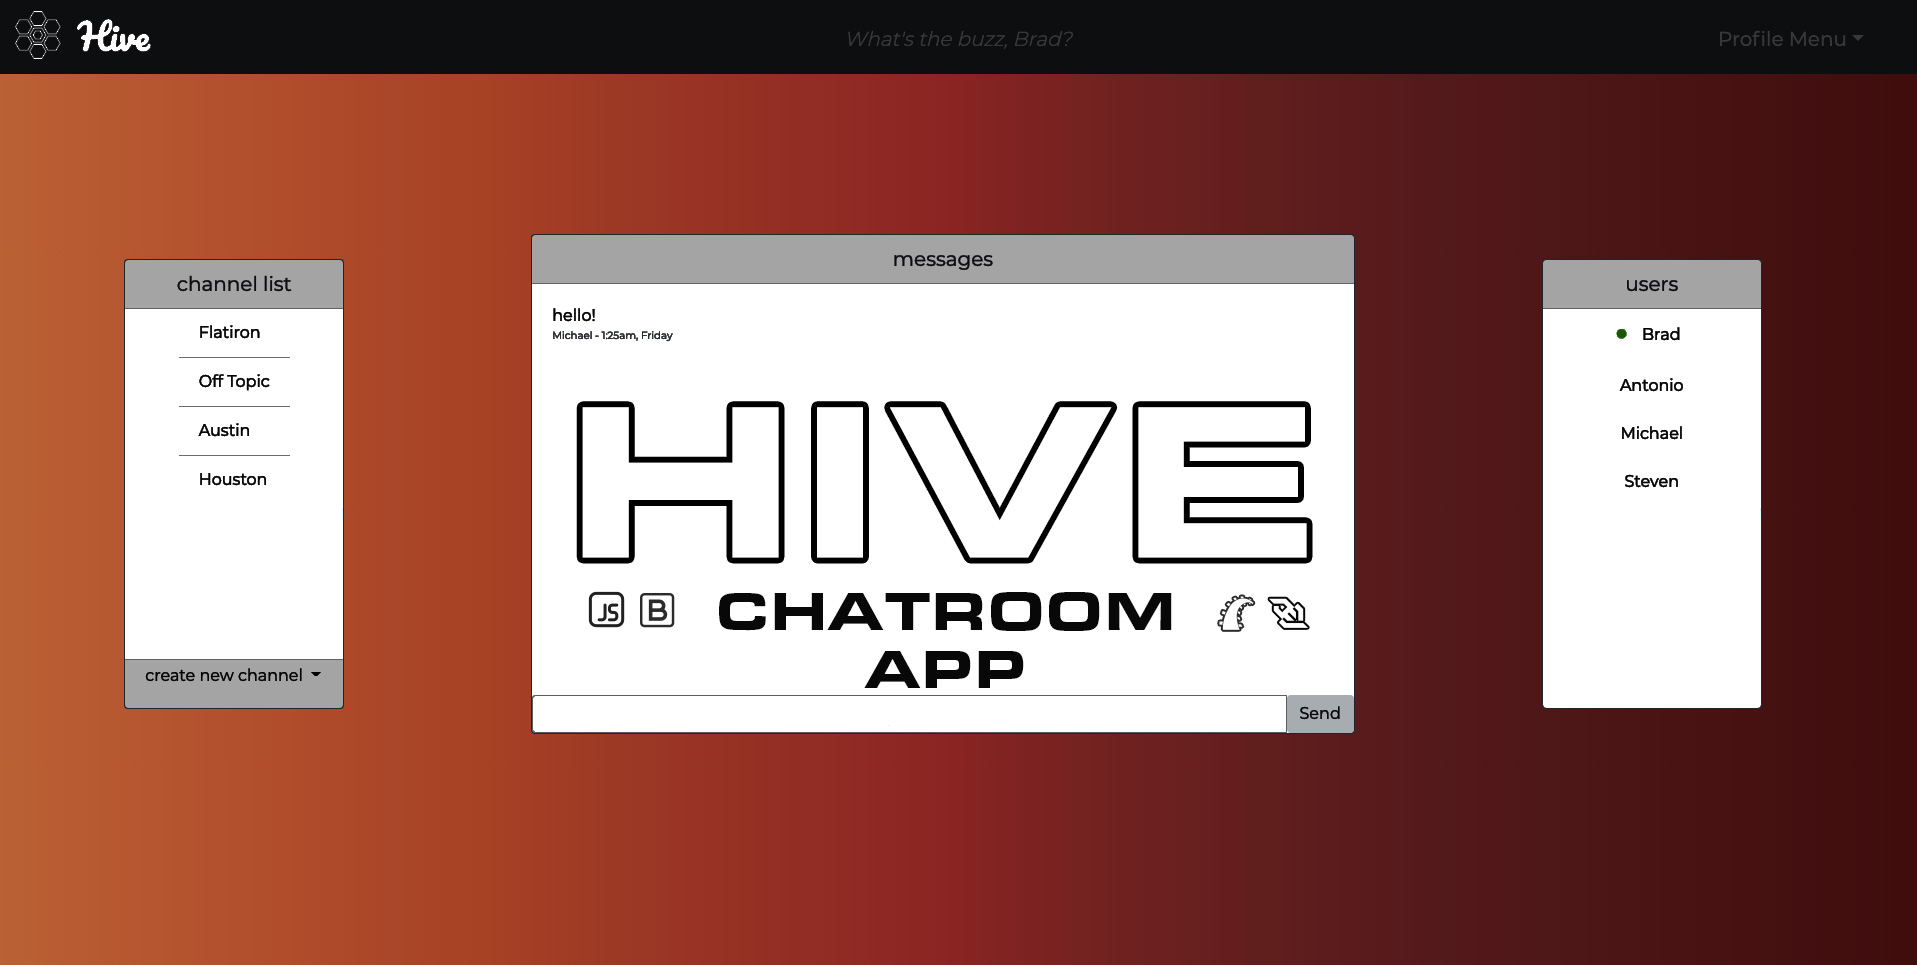 Hive
What's the buzz, Brad?
Profile Menu
channel list
Flatiron
Off Topic
Austin
Houston
create new channel
messages
hello!
Michael - 1:25am, Friday
HIVE
JS B CHATROOM
APP
Send
users
Brad
Antonio
Michael
Steven